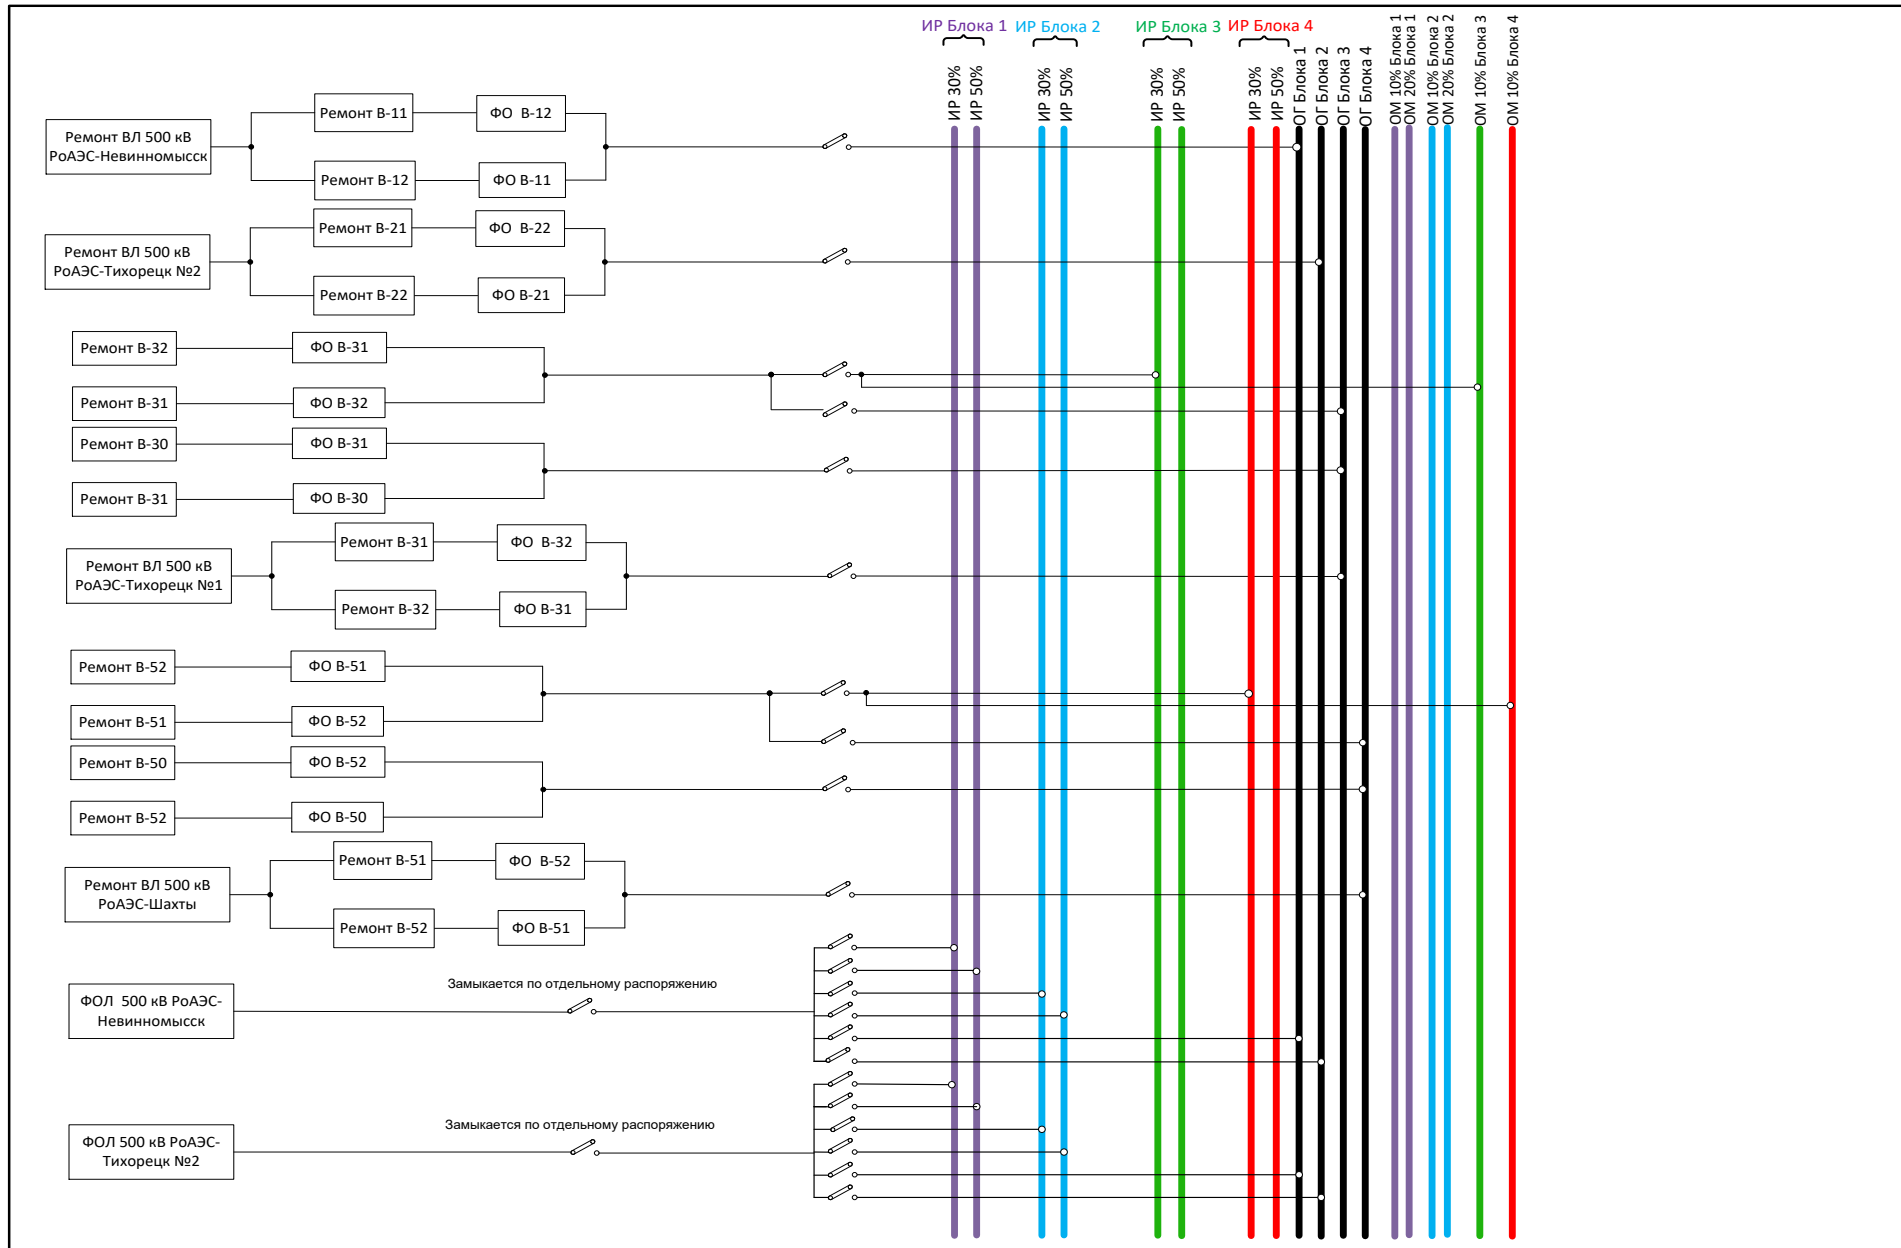 ИР Блока 1
ИР Блока 2
ИР Блока 3
ИР Блока 4
ИР 30%
ИР 50%
ИР 30%
ИР 50%
ИР 30%
ИР 50%
ИР 30%
ИР 50%
ОГ Блока 1
ОГ Блока 2
ОГ Блока 3
ОГ Блока 4
ОМ 10% Блока 1
ОМ 20% Блока 1
ОМ 10% Блока 2
ОМ 20% Блока 2
ОМ 10% Блока 3
ОМ 10% Блока 4
Ремонт ВЛ 500 кВ
РоАЭС-Невинномысск
Ремонт В-11
ФО В-12
Ремонт В-12
ФО В-11
Ремонт ВЛ 500 кВ
РоАЭС-Тихорецк №2
Ремонт В-21
ФО В-22
Ремонт В-22
ФО В-21
Ремонт В-32
ФО В-31
Ремонт В-31
ФО В-32
Ремонт В-30
ФО В-31
Ремонт В-31
ФО В-30
Ремонт ВЛ 500 кВ
РоАЭС-Тихорецк №1
Ремонт В-31
ФО В-32
Ремонт В-32
ФО В-31
Ремонт В-52
ФО В-51
Ремонт В-51
ФО В-52
Ремонт В-50
ФО В-52
Ремонт В-52
ФО В-50
Ремонт ВЛ 500 кВ
РоАЭС-Шахты
Ремонт В-51
ФО В-52
Ремонт В-52
ФО В-51
ФОЛ 500 кВ РоАЭС-
Невинномысск
Замыкается по отдельному распоряжению
ФОЛ 500 кВ РоАЭС-
Тихорецк №2
Замыкается по отдельному распоряжению